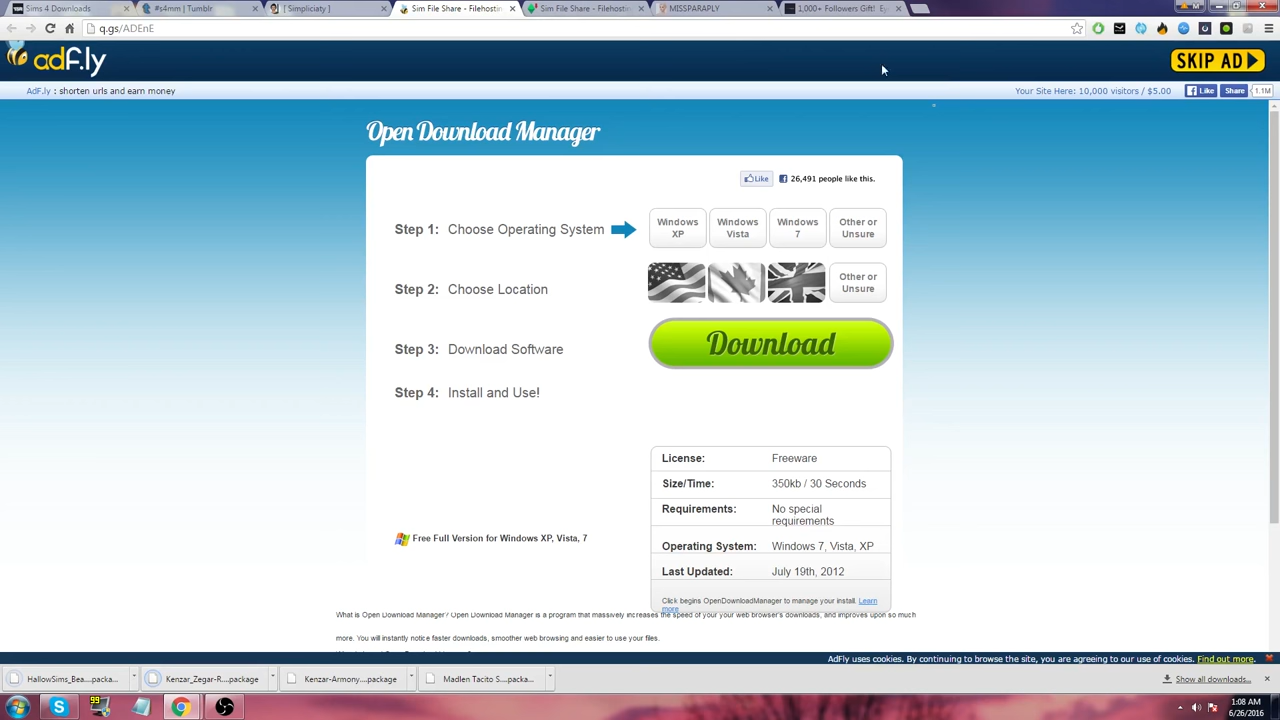 Sims 4 Downloads
#s4mm | Tumblr
[ Simpliciaty ]
Sim File Share - Filehosting
Sim File Share - Filehosting
MISSPARAPLY
1,000+ Followers Gift!
q.gs/ADEnE
adf.ly
SKIP AD
AdF.ly : shorten urls and earn money
Your Site Here: 10,000 visitors / $5.00
Like
Share
1.1M
Open Download Manager
Like
26,491 people like this.
Step 1: Choose Operating System
Windows XP
Windows Vista
Windows 7
Other or Unsure
Step 2: Choose Location
Other or Unsure
Step 3: Download Software
Download
Step 4: Install and Use!
License: Freeware
Size/Time: 350kb / 30 Seconds
Requirements: No special
requirements
Free Full Version for Windows XP, Vista, 7
Operating System: Windows 7, Vista, XP
Last Updated: July 19th, 2012
Click begins OpenDownloadManager to manage your install. Learn
more
What is Open Download Manager? Open Download Manager is a program that massively increases the speed of your your web browser's downloads, and improves upon so much
more. You will instantly notice faster downloads, smoother web browsing and easier to use your files.
AdFly uses cookies. By continuing to browse the site, you are agreeing to our use of cookies. Find out more.
HallowSims_Bea....packa...
Kenzar_Zegar-R....package
Kenzar-Armony....package
Madlen Tacito S....packa...
Show all downloads...
99
1:08 AM
6/26/2016